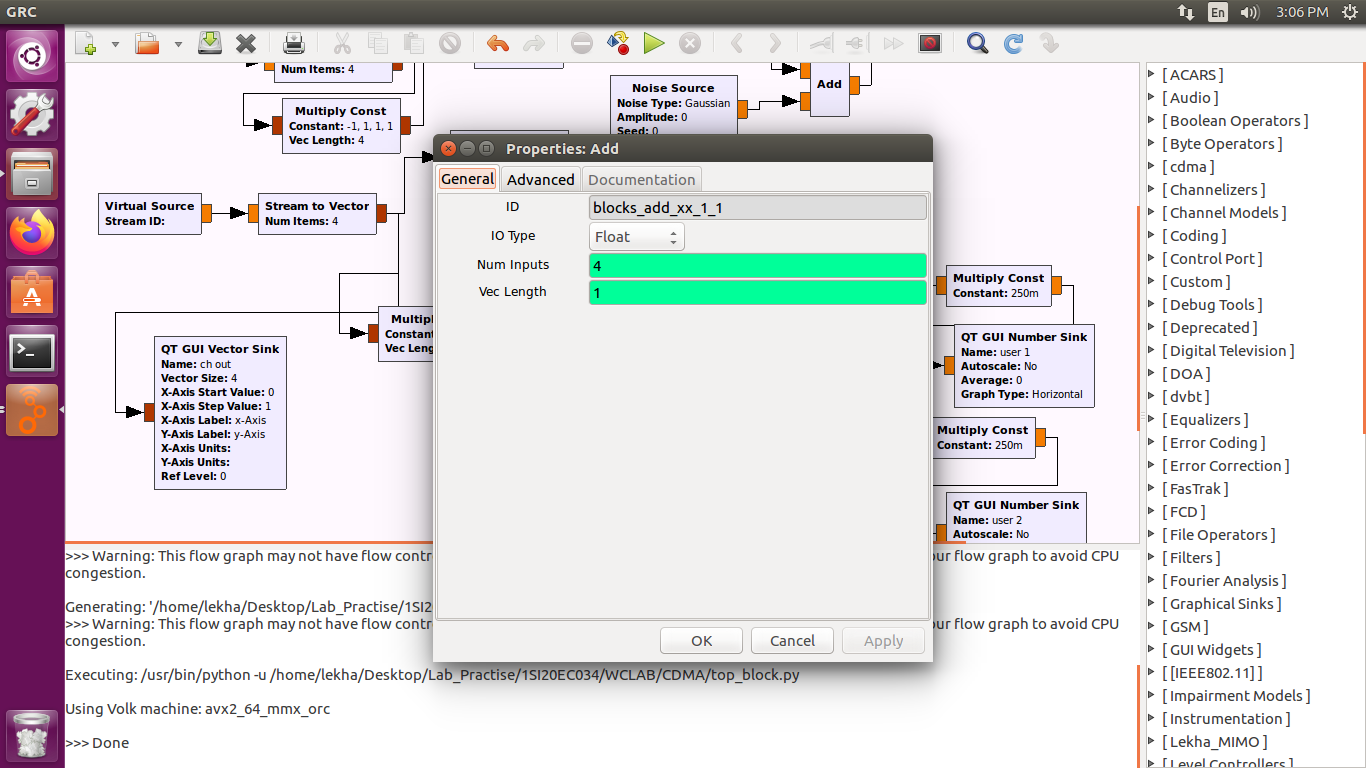 GRC
En
3:06 PM
Num Items: 4
Multiply Const
Constant: -1, 1, 1, 1
Vec Length: 4
Noise Source
Noise Type: Gaussian
Amplitude: 0
Seed: 0
Add
Virtual Source
Stream ID:
Stream to Vector
Num Items: 4
Multipl
Constant
Vec Leng
QT GUI Vector Sink
Name: ch out
Vector Size: 4
X-Axis Start Value: 0
X-Axis Step Value: 1
X-Axis Label: x-Axis
Y-Axis Label: y-Axis
X-Axis Units:
Y-Axis Units:
Ref Level: 0
Properties: Add
General Advanced Documentation
ID blocks_add_xx_1_1
IO Type Float
Num Inputs 4
Vec Length 1
OK Cancel Apply
Multiply Const
Constant: 250m
QT GUI Number Sink
Name: user 1
Autoscale: No
Average: 0
Graph Type: Horizontal
Multiply Const
Constant: 250m
QT GUI Number Sink
Name: user 2
Autoscale: No
>>> Warning: This flow graph may not have flow contr our flow graph to avoid CPU
congestion.
Generating: '/home/lekha/Desktop/Lab_Practise/1SI2
>>> Warning: This flow graph may not have flow contr our flow graph to avoid CPU
congestion.
Executing: /usr/bin/python -u /home/lekha/Desktop/Lab_Practise/1SI20EC034/WCLAB/CDMA/top_block.py
Using Volk machine: avx2_64_mmx_orc
>>> Done
[ ACARS ]
[ Audio ]
[ Boolean Operators ]
[ Byte Operators ]
[ cdma ]
[ Channelizers ]
[ Channel Models ]
[ Coding ]
[ Control Port ]
[ Custom ]
[ Debug Tools ]
[ Deprecated ]
[ Digital Television ]
[ DOA ]
[ dvbt ]
[ Equalizers ]
[ Error Coding ]
[ Error Correction ]
[ FasTrak ]
[ FCD ]
[ File Operators ]
[ Filters ]
[ Fourier Analysis ]
[ Graphical Sinks ]
[ GSM ]
[ GUI Widgets ]
[ [IEEE802.11] ]
[ Impairment Models ]
[ Instrumentation ]
[ Lekha_MIMO ]
[ Level Controllers ]